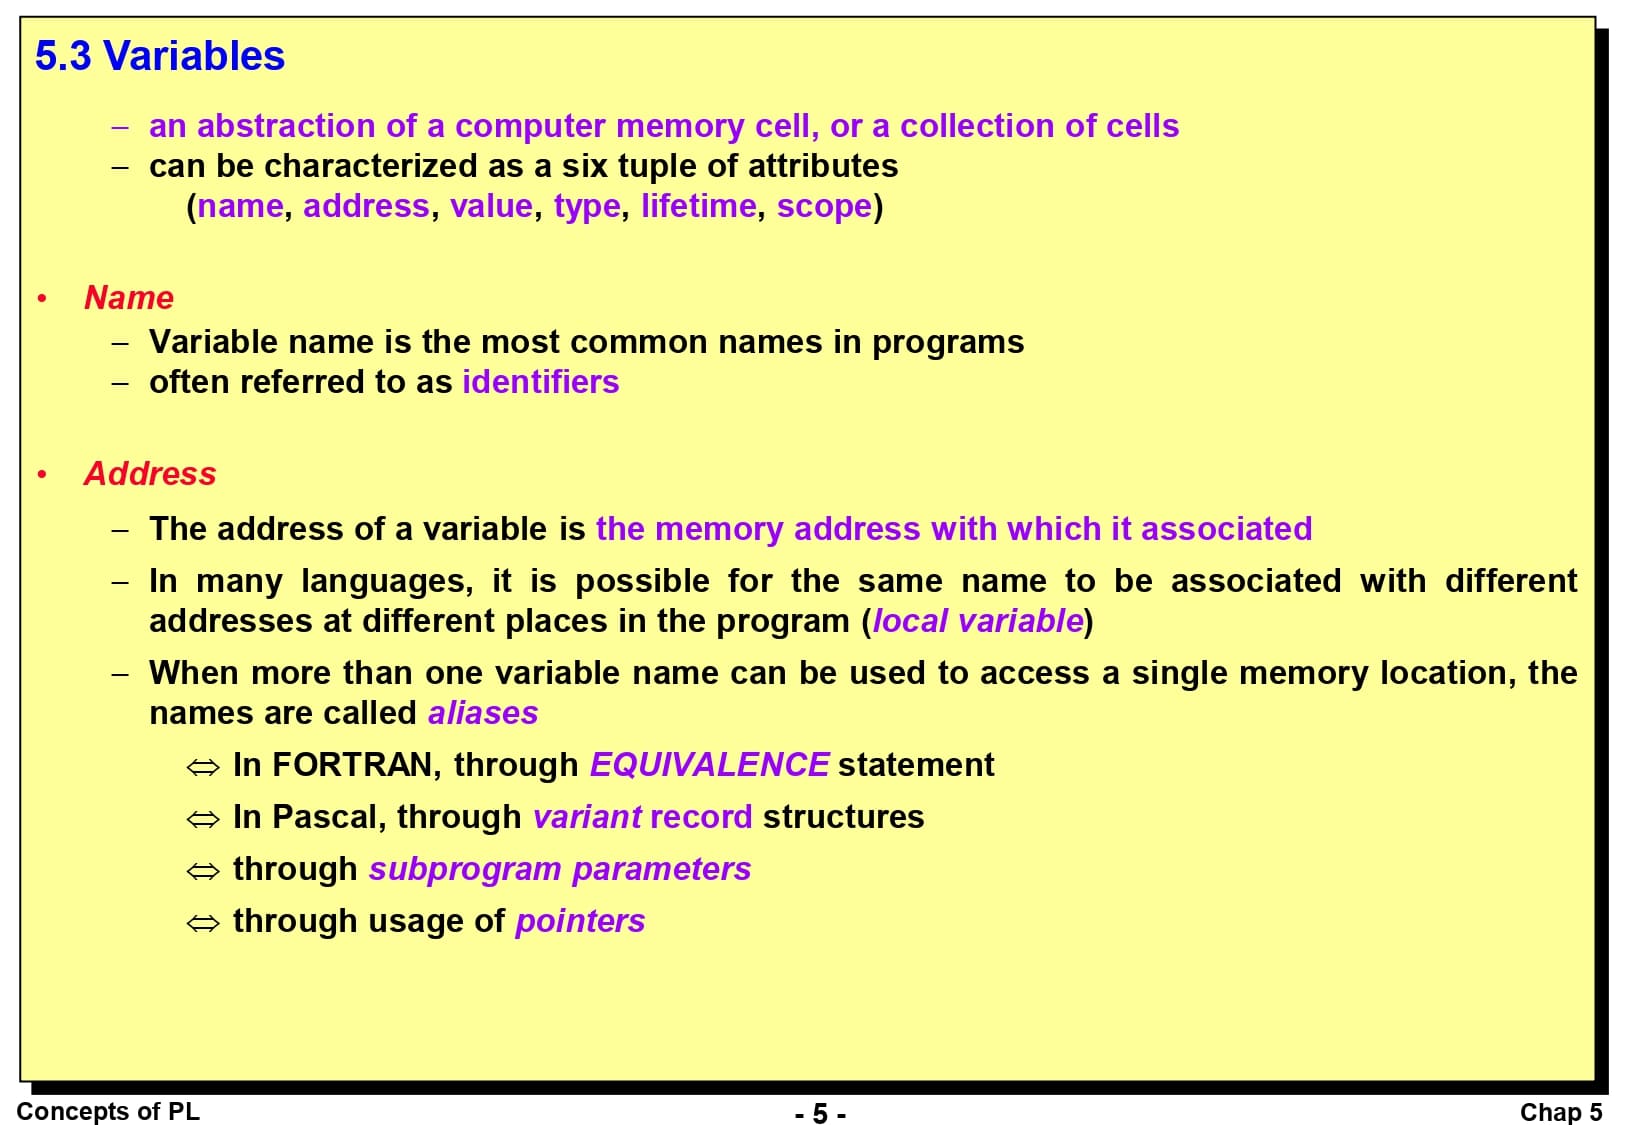 5.3 Variables
– an abstraction of a computer memory cell, or a collection of cells
– can be characterized as a six tuple of attributes
(name, address, value, type, lifetime, scope)
• Name
– Variable name is the most common names in programs
– often referred to as identifiers
• Address
– The address of a variable is the memory address with which it associated
– In many languages, it is possible for the same name to be associated with different
addresses at different places in the program (local variable)
– When more than one variable name can be used to access a single memory location, the
names are called aliases
⇔ In FORTRAN, through EQUIVALENCE statement
⇔ In Pascal, through variant record structures
⇔ through subprogram parameters
⇔ through usage of pointers
Concepts of PL
- 5 -
Chap 5